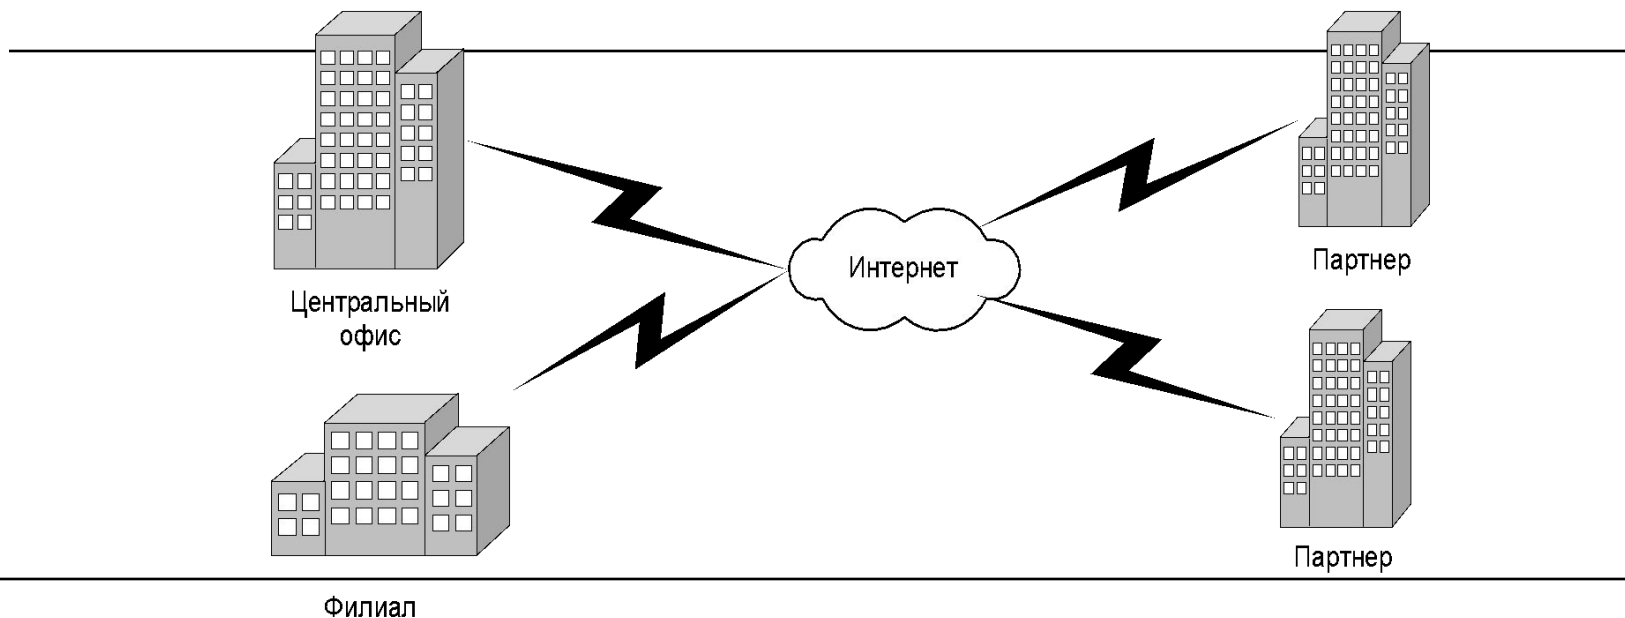 Интернет
Партнер
Центральный
офис
Партнер
Филиал